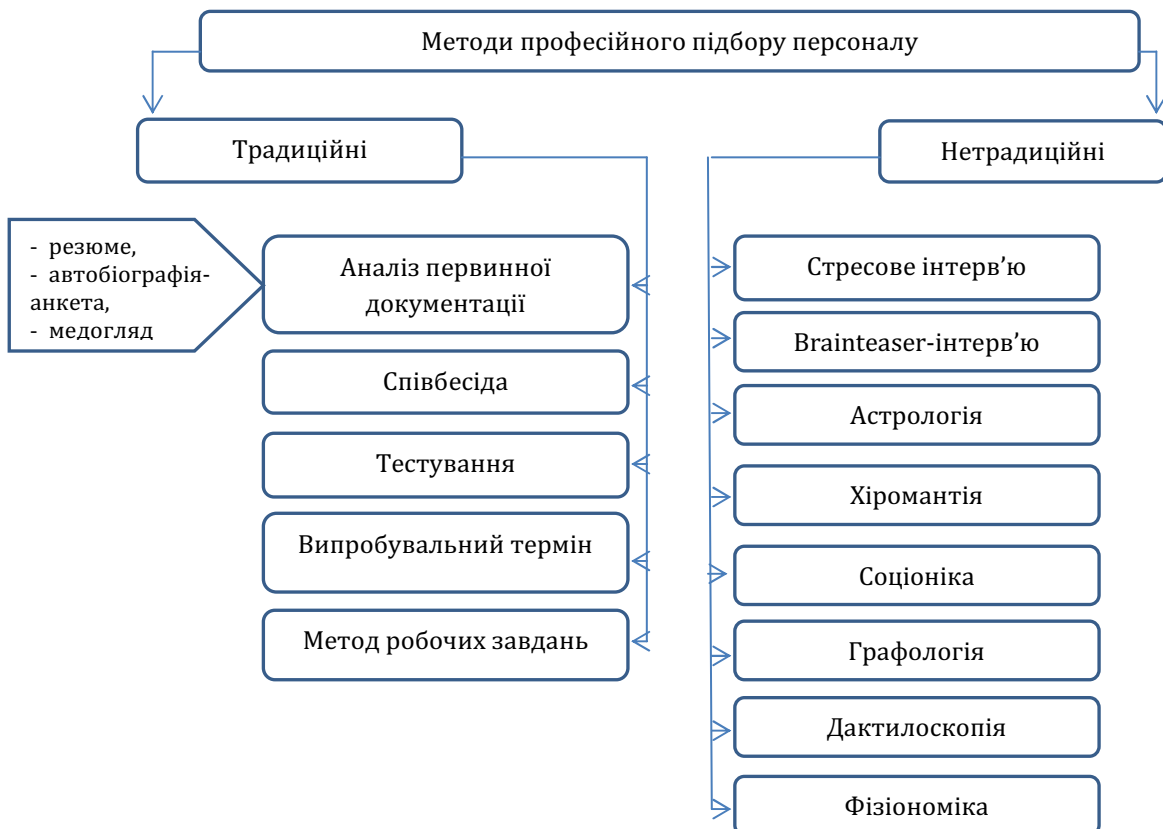 Методи професійного підбору персоналу
Традиційні
Нетрадиційні
- резюме,
- автобіографія-
анкета,
- медогляд
Аналіз первинної
документації
Співбесіда
Тестування
Випробувальний термін
Метод робочих завдань
Стресове інтерв’ю
Brainteaser-інтерв’ю
Астрологія
Хіромантія
Соціоніка
Графологія
Дактилоскопія
Фізіономіка